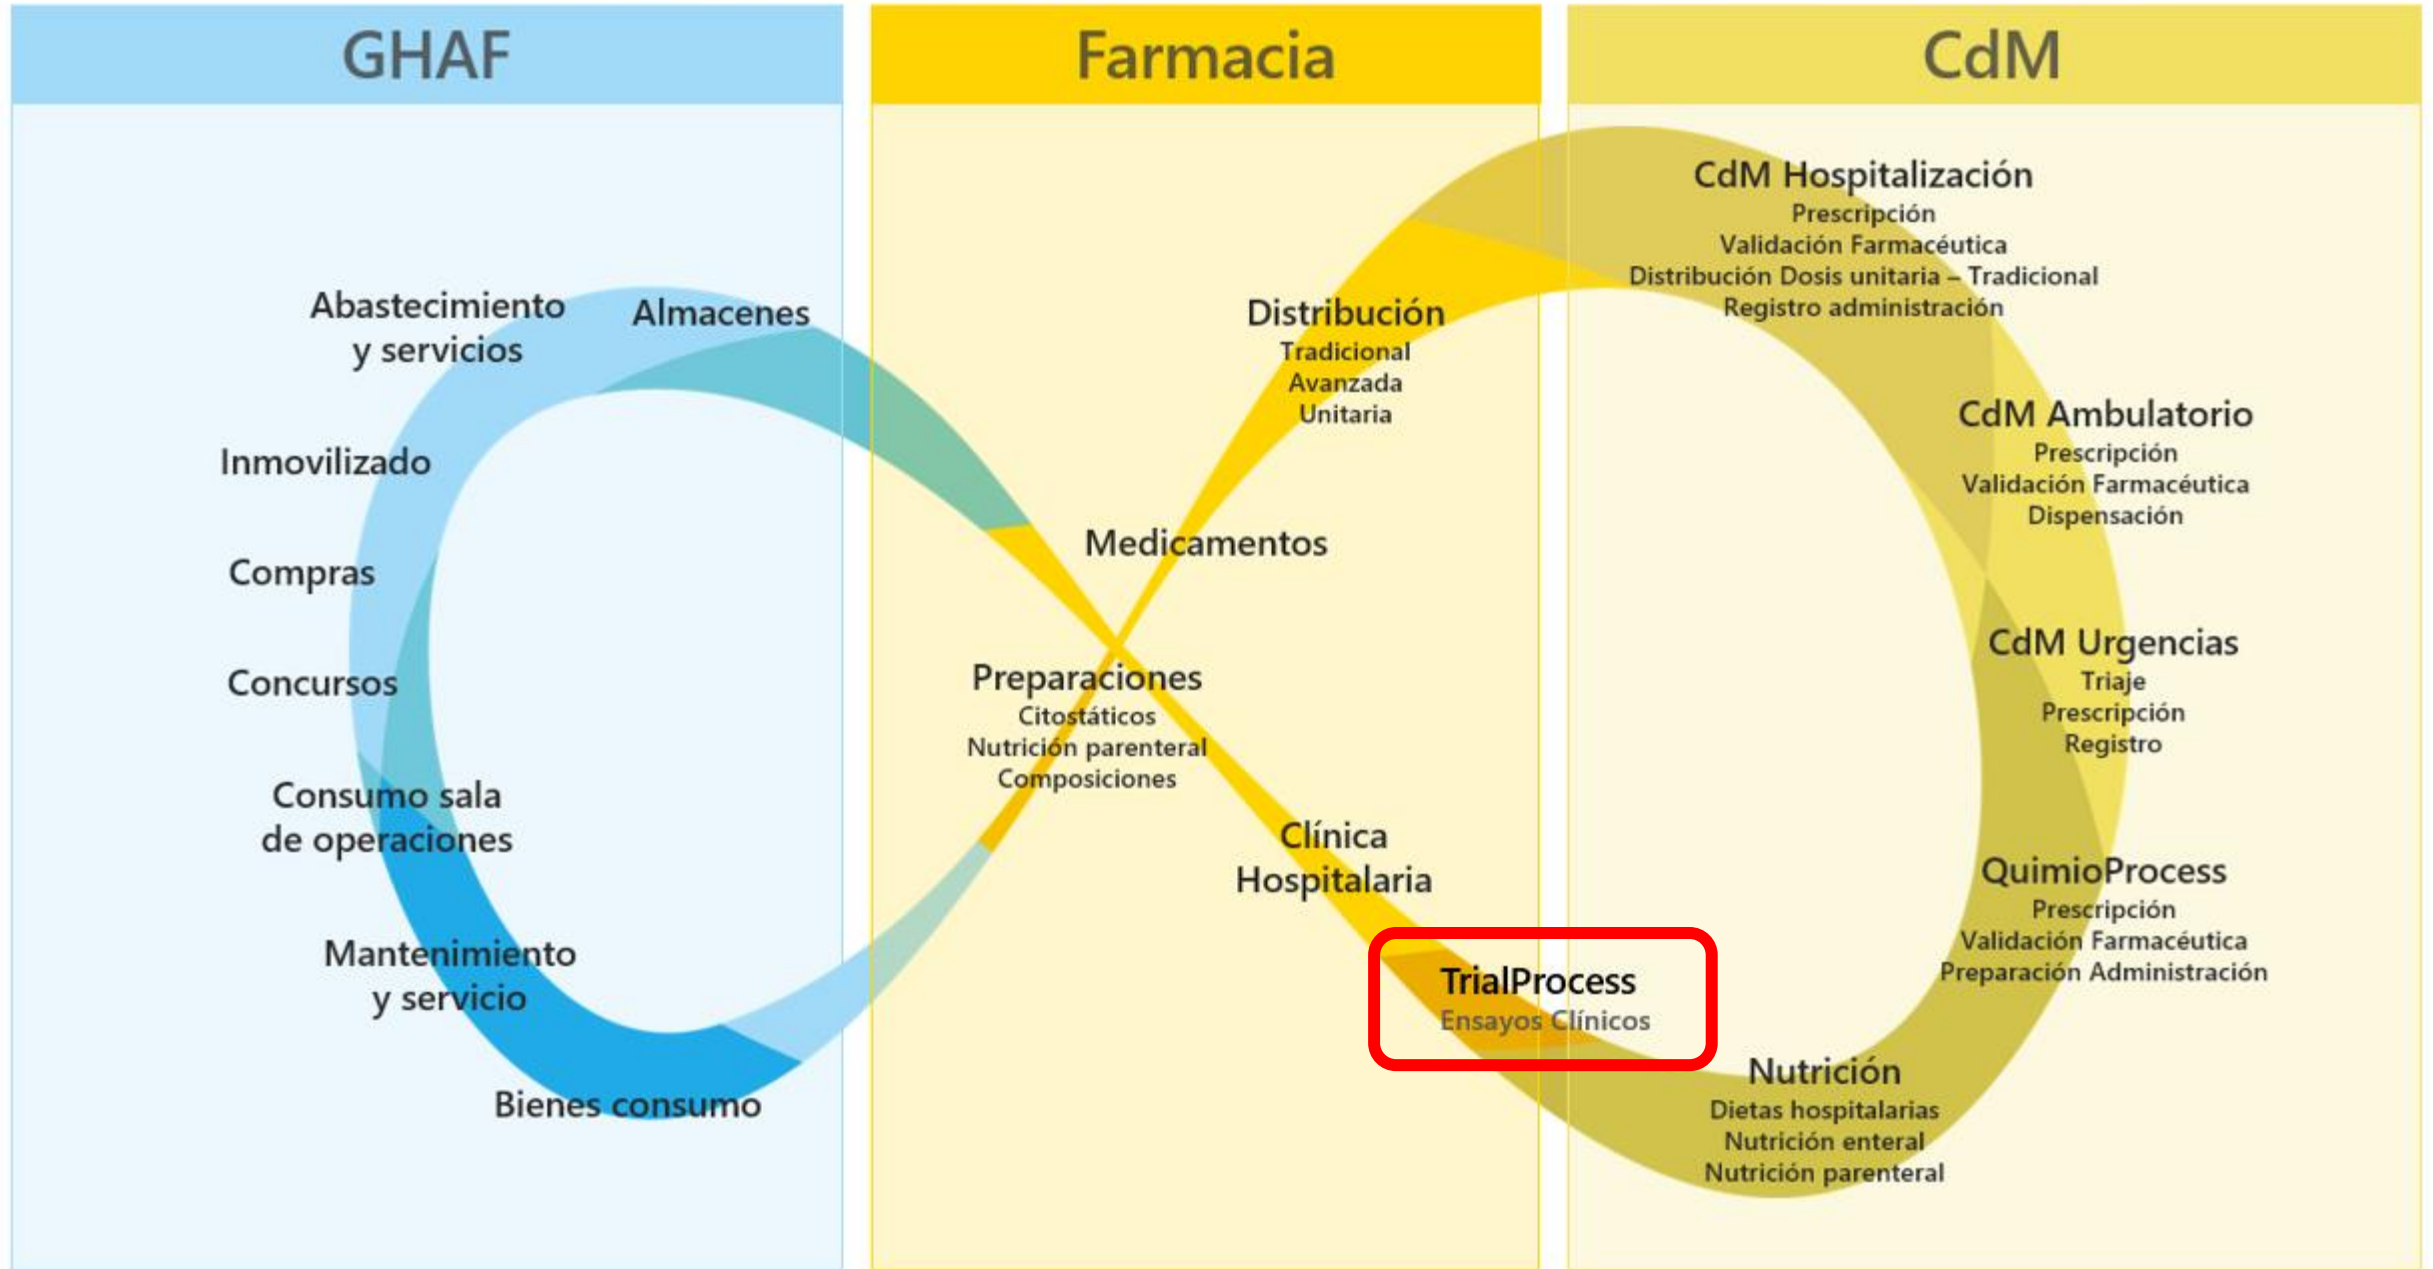 GHAF
Abastecimiento
y servicios
Almacenes
Inmovilizado
Compras
Concursos
Consumo sala
de operaciones
Mantenimiento
y servicio
Bienes consumo
Farmacia
Distribución
Tradicional
Avanzada
Unitaria
Medicamentos
Preparaciones
Citostáticos
Nutrición parenteral
Composiciones
Clínica
Hospitalaria
TrialProcess
Ensayos Clínicos
CdM
CdM Hospitalización
Prescripción
Validación Farmacéutica
Distribución Dosis unitaria – Tradicional
Registro administración
CdM Ambulatorio
Prescripción
Validación Farmacéutica
Dispensación
CdM Urgencias
Triaje
Prescripción
Registro
QuimioProcess
Prescripción
Validación Farmacéutica
Preparación Administración
Nutrición
Dietas hospitalarias
Nutrición enteral
Nutrición parenteral